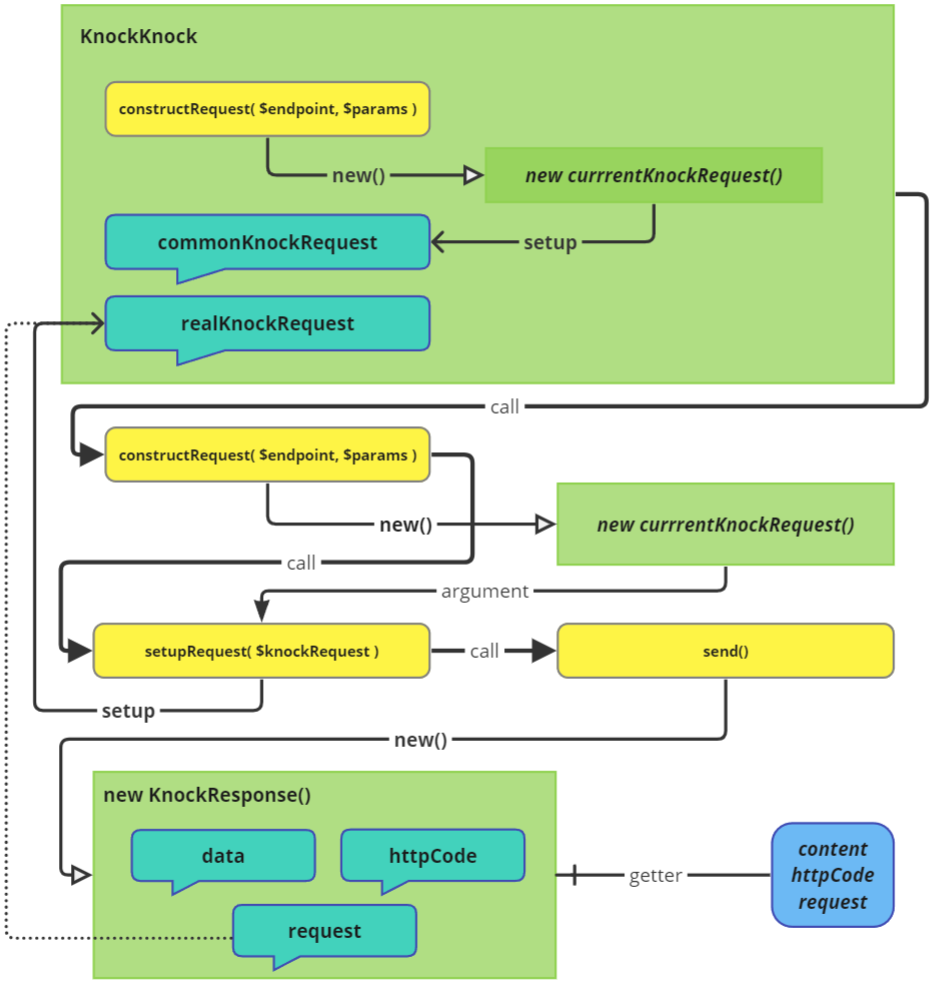 KnockKnock
constructRequest( $endpoint, $params )
new()
new currrentKnockRequest()
commonKnockRequest
setup
realKnockRequest
call
constructRequest( $endpoint, $params )
new()
new currrentKnockRequest()
call
argument
setupRequest( $knockRequest )
call
send()
setup
new()
new KnockResponse()
data
httpCode
request
getter
content
httpCode
request